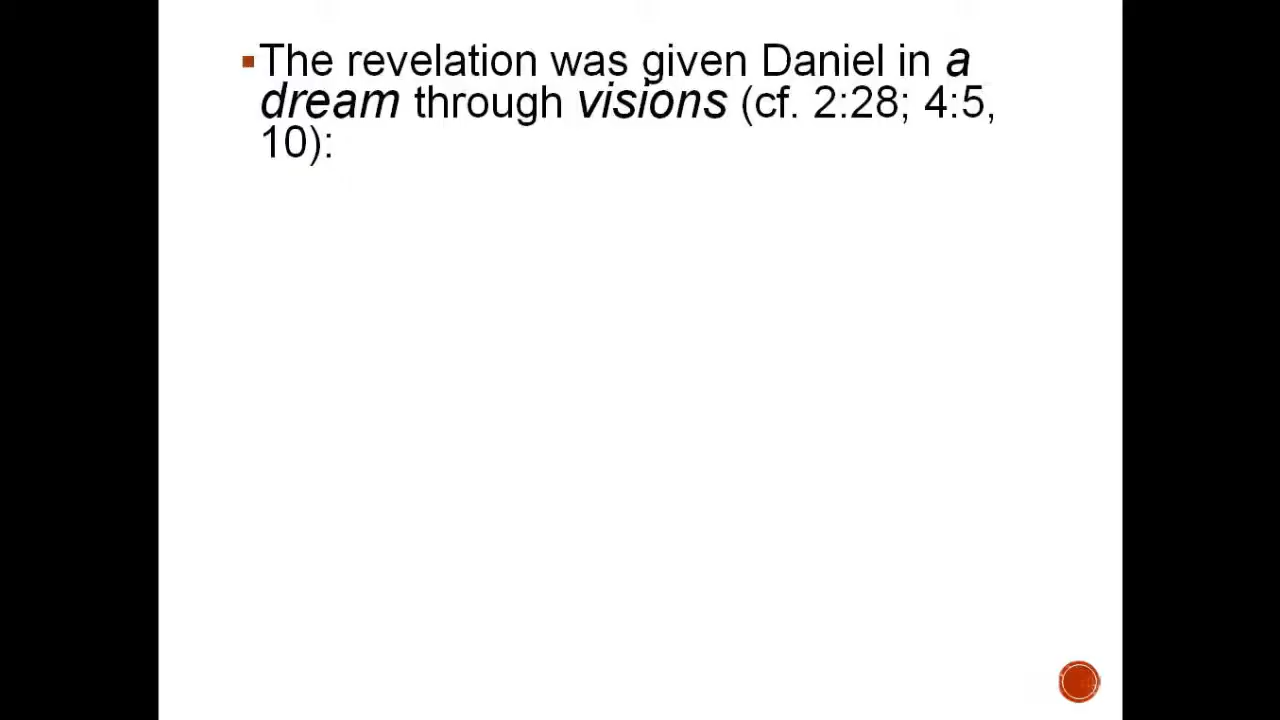 ▪The revelation was given Daniel in a
dream through visions (cf. 2:28; 4:5,
10):